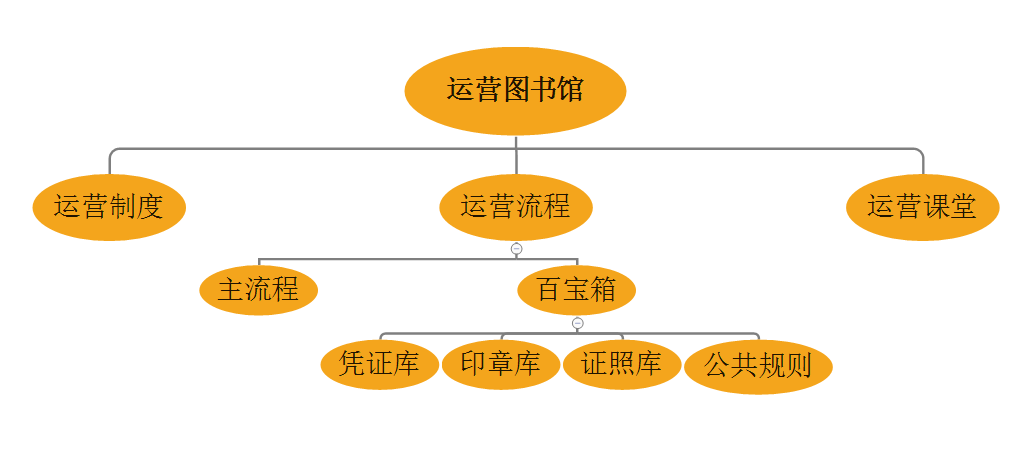 运营图书馆
运营制度
运营流程
运营课堂
主流程
百宝箱
凭证库
印章库
证照库
公共规则